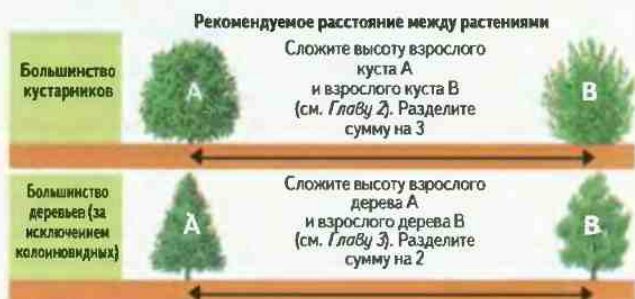 Рекомендуемое расстояние между растениями
Большинство
кустарников
A
Сложите высоту взрослого
куста А
и взрослого куста В
(см. Главу 2). Разделите
сумму на 3
B
Большинство
деревьев (за
исключением
колоиновидных)
A
Сложите высоту взрослого
дерева А
и взрослого дерева В
(см. Главу 3). Разделите
сумму на 2
B